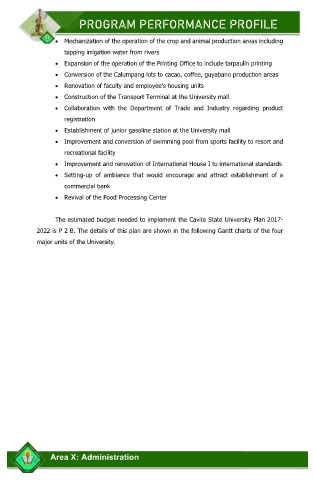 PROGRAM PERFORMANCE PROFILE
• Mechanization of the operation of the crop and animal production areas including
tapping irrigation water from rivers
• Expansion of the operation of the Printing Office to include tarpaulin printing
• Conversion of the Calumpang lots to cacao, coffee, guyabano production areas
• Renovation of faculty and employee's housing units
• Construction of the Transport Terminal at the University mall
• Collaboration with the Department of Trade and Industry regarding product
registration
• Establishment of junior gasoline station at the University mall
• Improvement and conversion of swimming pool from sports facility to resort and
recreational facility
• Improvement and renovation of International House I to international standards
• Setting-up of ambiance that would encourage and attract establishment of a
commercial bank
• Revival of the Food Processing Center
The estimated budget needed to implement the Cavite State University Plan 2017-
2022 is P 2 B. The details of this plan are shown in the following Gantt charts of the four
major units of the University.
Area X: Administration